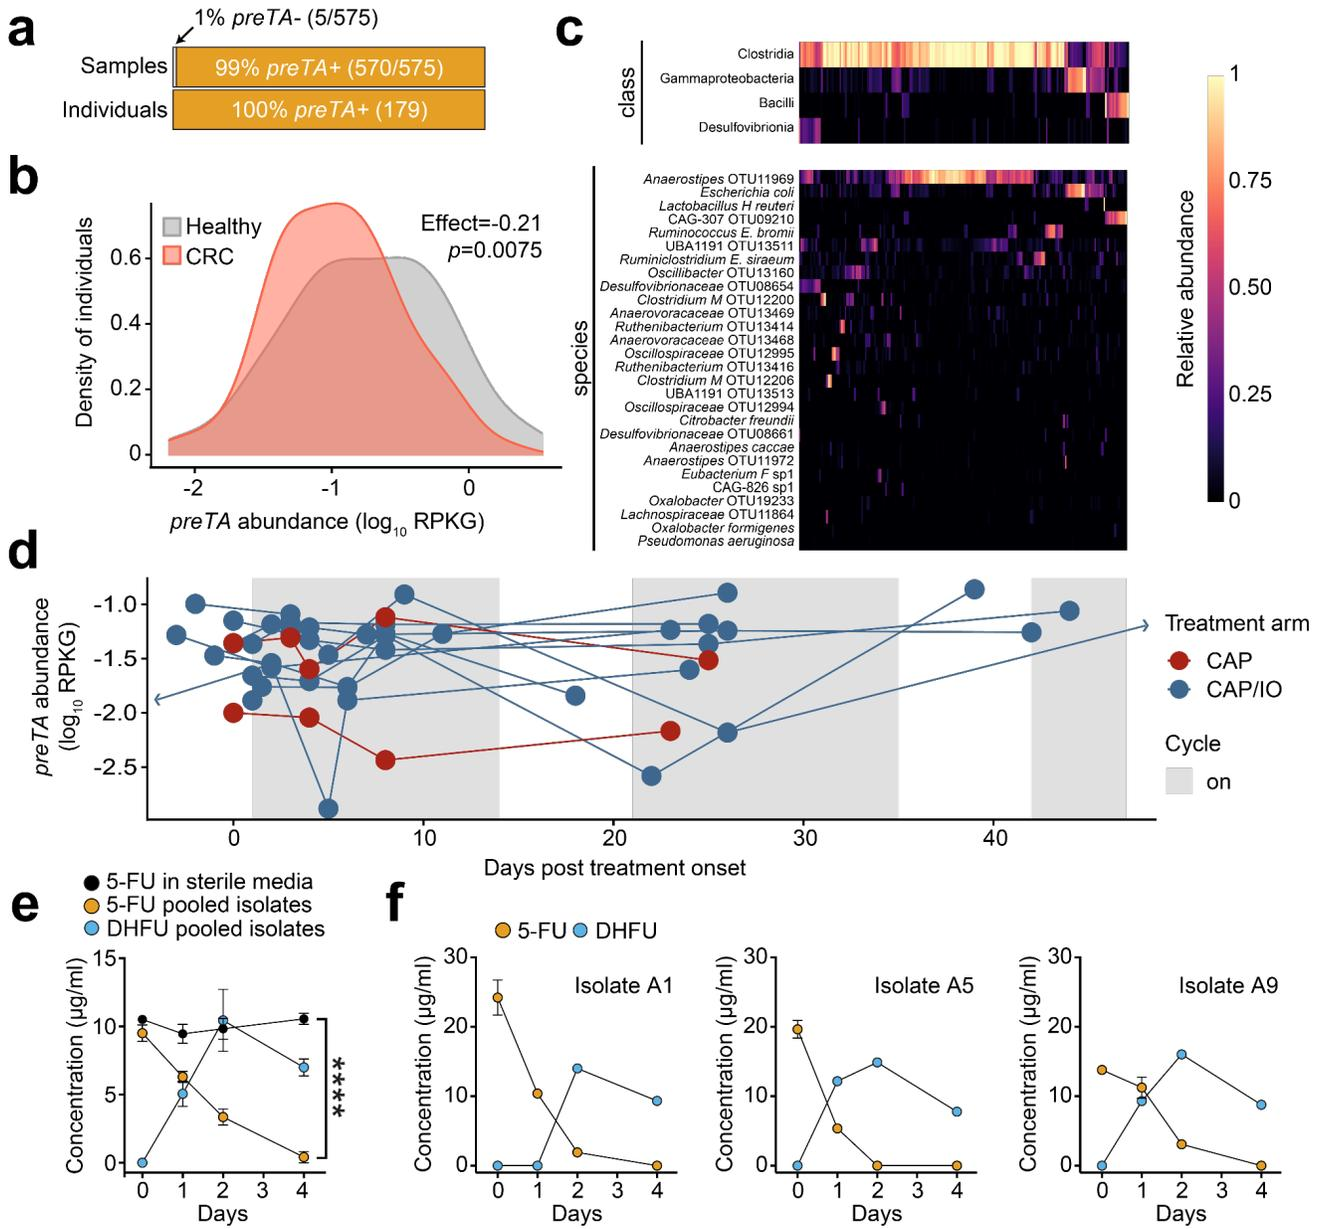 a
1% preTA- (5/575)
Samples
99% preTA+ (570/575)
Individuals
100% preTA+ (179)
b
Healthy
CRC
Effect=-0.21
p=0.0075
Density of individuals
0.6
0.4
0.2
0
-2
-1
0
preTA abundance (log10 RPKG)
c
class
Clostridia
Gammaproteobacteria
Bacilli
Desulfovibrionia
species
Anaerostipes OTU11969
Escherichia coli
Lactobacillus H reuteri
CAG-307 OTU09210
Ruminococcus E. bromii
UBA1191 OTU13511
Ruminiclostridium E. siraeum
Oscillibacter OTU13160
Desulfovibrionaceae OTU08654
Clostridium M OTU12200
Anaerovoracaceae OTU13469
Ruthenibacterium OTU13414
Anaerovoracaceae OTU13468
Oscillospiraceae OTU12995
Ruthenibacterium OTU13416
Clostridium M OTU12206
UBA1191 OTU13513
Oscillospiraceae OTU12994
Citrobacter freundii
Desulfovibrionaceae OTU08661
Anaerostipes caccae
Anaerostipes OTU11972
Eubacterium F sp1
CAG-826 sp1
Oxalobacter OTU19233
Lachnospiraceae OTU11864
Oxalobacter formigenes
Pseudomonas aeruginosa
Relative abundance
1
0.75
0.50
0.25
0
d
preTA abundance
(log10 RPKG)
-1.0
-1.5
-2.0
-2.5
0
10
20
30
40
Days post treatment onset
Treatment arm
CAP
CAP/IO
Cycle
on
e
5-FU in sterile media
5-FU pooled isolates
DHFU pooled isolates
Concentration (µg/ml)
15
10
5
0
****
0 1 2 3 4
Days
f
5-FU DHFU
Concentration (µg/ml)
30
20
10
0
Isolate A1
0 1 2 3 4
Days
Concentration (µg/ml)
30
20
10
0
Isolate A5
0 1 2 3 4
Days
Concentration (µg/ml)
30
20
10
0
Isolate A9
0 1 2 3 4
Days